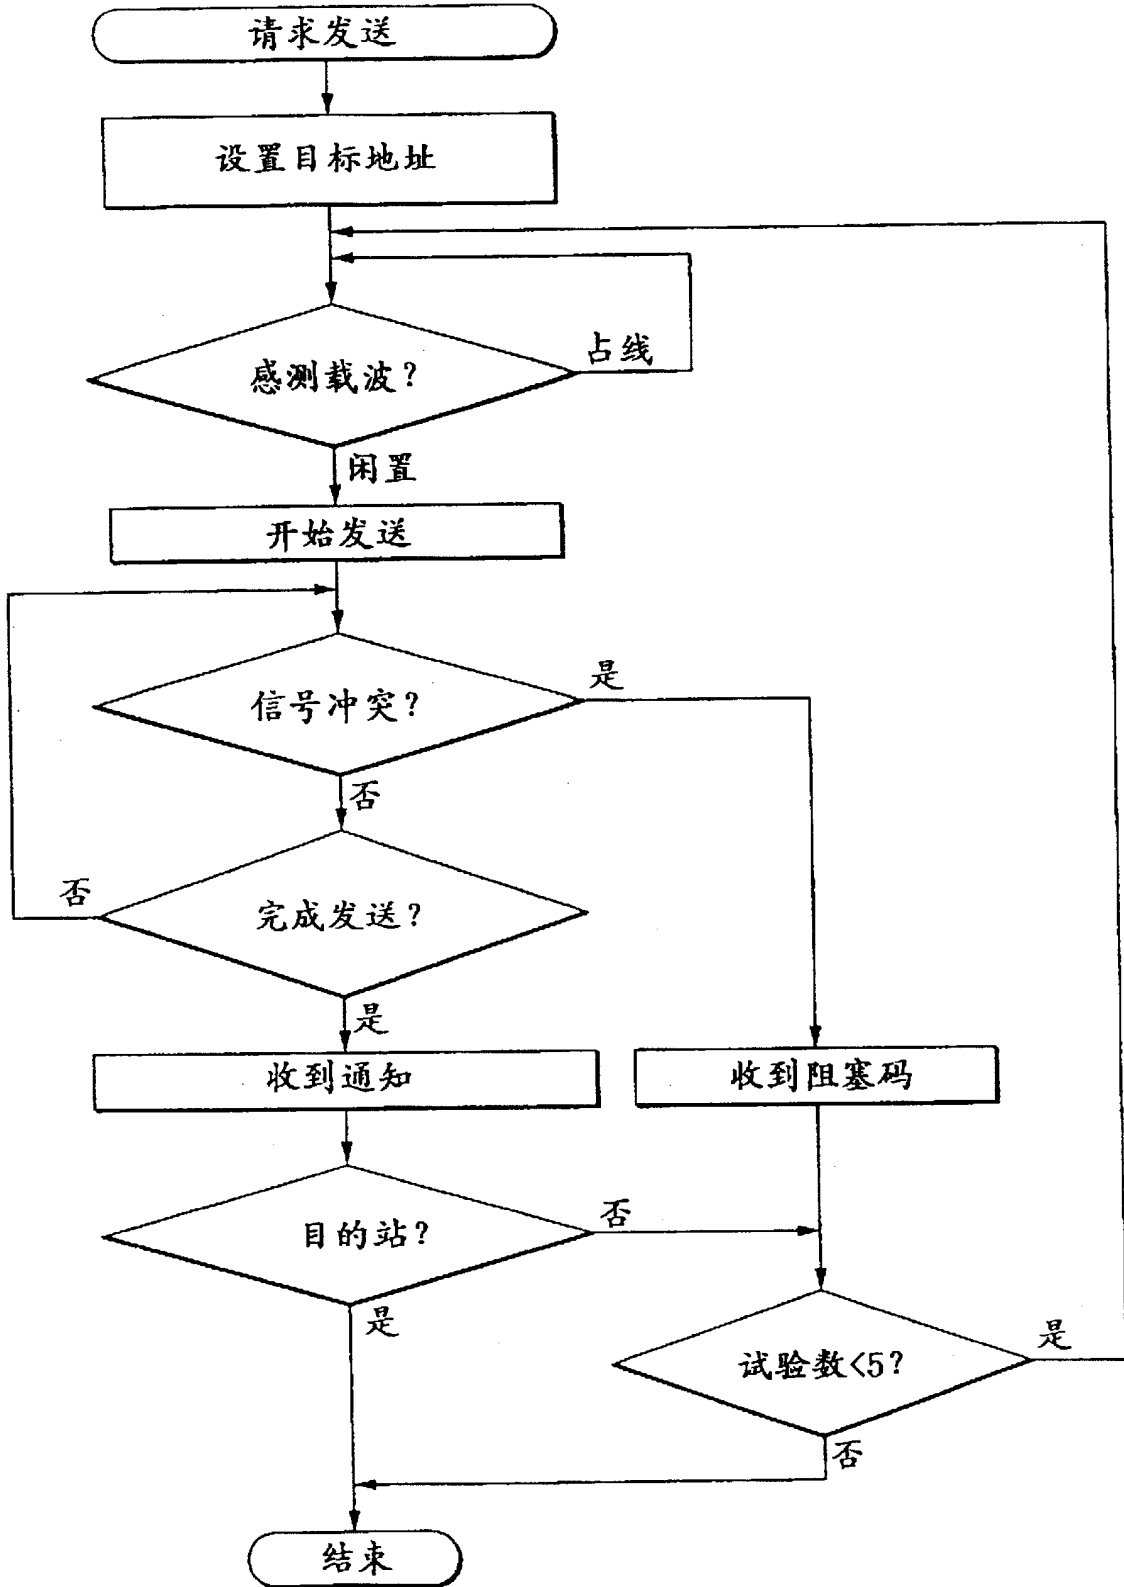 请求发送
设置目标地址
占线
感测载波?
闲置
开始发送
是
信号冲突?
否
否
完成发送?
是
收到通知
收到阻塞码
否
目的站?
是
是
试验数<5?
否
结束